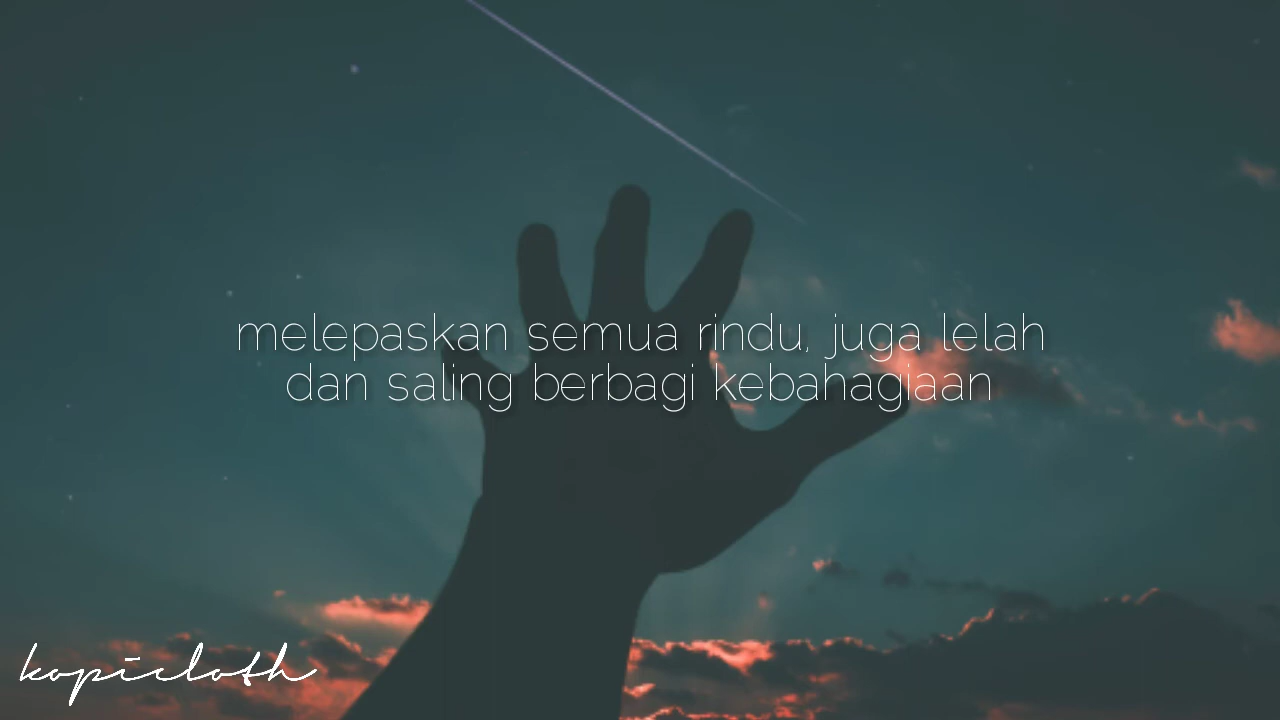 melepaskan semua rindu, juga lelah
dan saling berbagi kebahagiaan
kopicloth